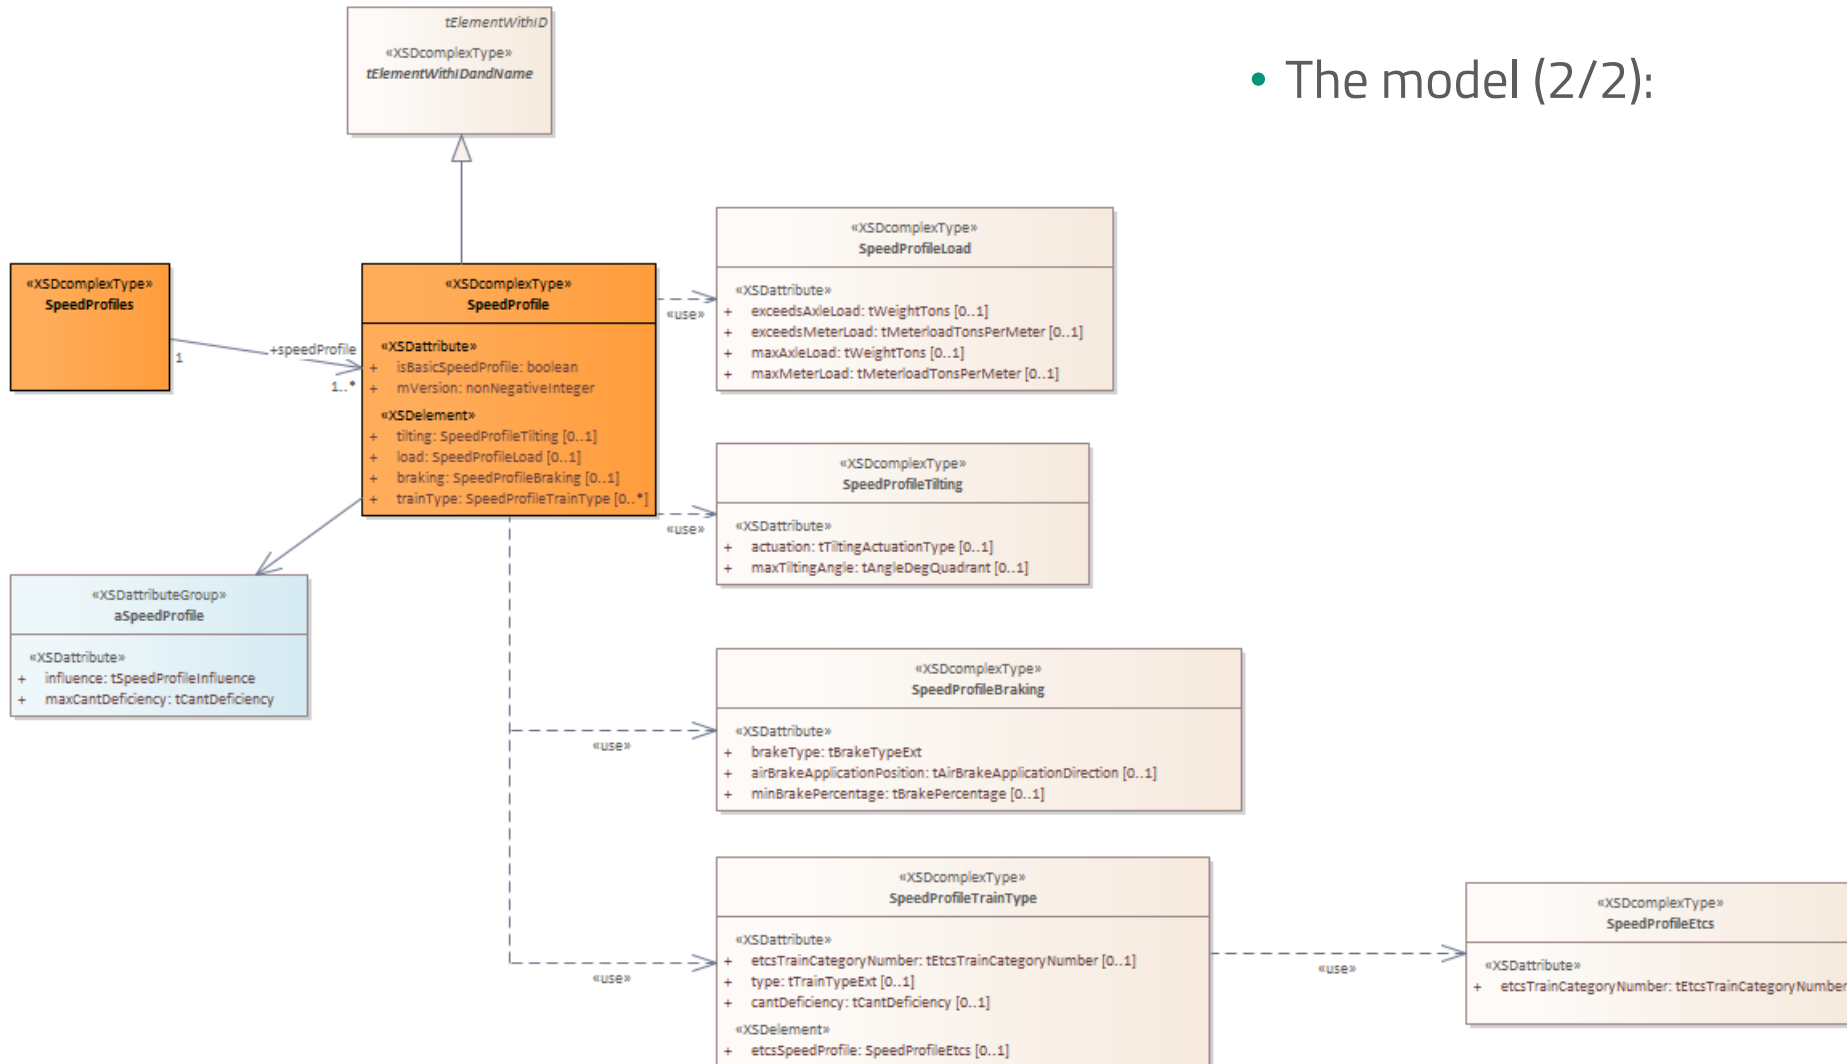 tElementWithID
«XSDcomplexType»
tElementWithIDandName
• The model (2/2):
«XSDcomplexType»
SpeedProfiles
1
+speedProfile
1..*
«XSDcomplexType»
SpeedProfile
«XSDattribute»
+ isBasicSpeedProfile: boolean
+ mVersion: nonNegativeInteger
«XSDelement»
+ tilting: SpeedProfileTilting [0..1]
+ load: SpeedProfileLoad [0..1]
+ braking: SpeedProfileBraking [0..1]
+ trainType: SpeedProfileTrainType [0..*]
«use»
«XSDcomplexType»
SpeedProfileLoad
«XSDattribute»
+ exceedsAxleLoad: tWeightTons [0..1]
+ exceedsMeterLoad: tMeterloadTonsPerMeter [0..1]
+ maxAxleLoad: tWeightTons [0..1]
+ maxMeterLoad: tMeterloadTonsPerMeter [0..1]
«use»
«XSDcomplexType»
SpeedProfileTilting
«XSDattribute»
+ actuation: tTiltingActuationType [0..1]
+ maxTiltingAngle: tAngleDegQuadrant [0..1]
«XSDattributeGroup»
aSpeedProfile
«XSDattribute»
+ influence: tSpeedProfileInfluence
+ maxCantDeficiency: tCantDeficiency
«use»
«XSDcomplexType»
SpeedProfileBraking
«XSDattribute»
+ brakeType: tBrakeTypeExt
+ airBrakeApplicationPosition: tAirBrakeApplicationDirection [0..1]
+ minBrakePercentage: tBrakePercentage [0..1]
«use»
«XSDcomplexType»
SpeedProfileTrainType
«XSDattribute»
+ etcsTrainCategoryNumber: tEtcsTrainCategoryNumber [0..1]
+ type: tTrainTypeExt [0..1]
+ cantDeficiency: tCantDeficiency [0..1]
«XSDelement»
+ etcsSpeedProfile: SpeedProfileEtcs [0..1]
«use»
«XSDcomplexType»
SpeedProfileEtcs
«XSDattribute»
+ etcsTrainCategoryNumber: tEtcsTrainCategoryNumber